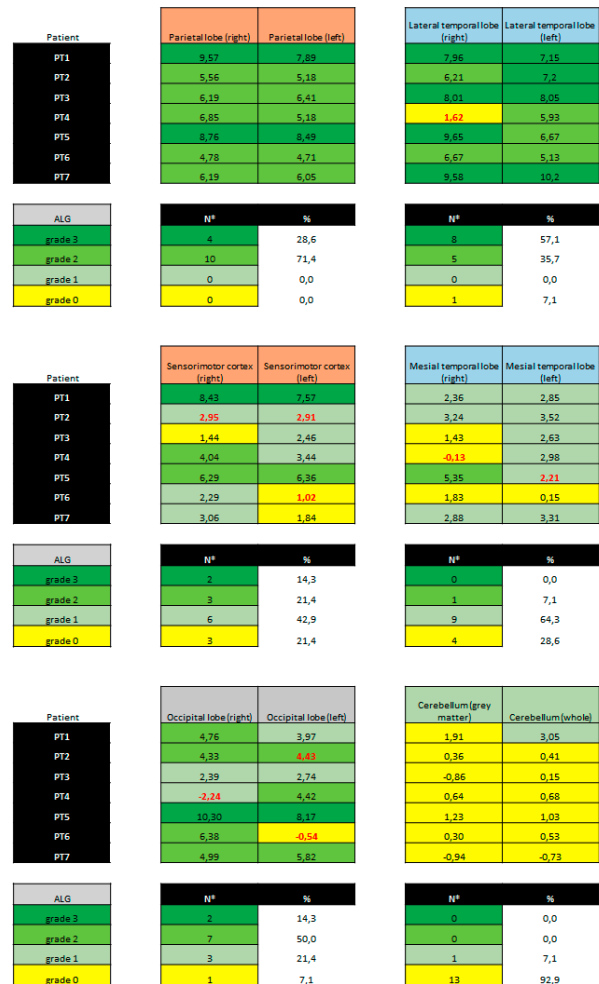 Patient Parietal lobe (right) Parietal lobe (left) Lateral temporal lobe (right) Lateral temporal lobe (left)
PT1 9,57 7,89 7,96 7,15
PT2 5,56 5,18 6,21 7,2
PT3 6,19 6,41 8,01 8,05
PT4 6,85 5,18 1,62 5,93
PT5 8,76 8,49 9,65 6,67
PT6 4,78 4,71 6,67 5,13
PT7 6,19 6,05 9,58 10,2
ALG N° % N° %
grade 3 4 28,6 8 57,1
grade 2 10 71,4 5 35,7
grade 1 0 0,0 0 0,0
grade 0 0 0,0 1 7,1
Patient Sensorimotor cortex (right) Sensorimotor cortex (left) Mesial temporal lobe (right) Mesial temporal lobe (left)
PT1 8,43 7,57 2,36 2,85
PT2 2,95 2,91 3,24 3,52
PT3 1,44 2,46 1,43 2,63
PT4 4,04 3,44 -0,13 2,98
PT5 6,29 6,36 5,35 2,21
PT6 2,29 1,02 1,83 0,15
PT7 3,06 1,84 2,88 3,31
ALG N° % N° %
grade 3 2 14,3 0 0,0
grade 2 3 21,4 1 7,1
grade 1 6 42,9 9 64,3
grade 0 3 21,4 4 28,6
Patient Occipital lobe (right) Occipital lobe (left) Cerebellum (grey matter) Cerebellum (whole)
PT1 4,76 3,97 1,91 3,05
PT2 4,33 4,43 0,36 0,41
PT3 2,39 2,74 -0,86 0,15
PT4 -2,24 4,42 0,64 0,68
PT5 10,30 8,17 1,23 1,03
PT6 6,38 -0,54 0,30 0,53
PT7 4,99 5,82 -0,94 -0,73
ALG N° % N° %
grade 3 2 14,3 0 0,0
grade 2 7 50,0 0 0,0
grade 1 3 21,4 1 7,1
grade 0 1 7,1 13 92,9